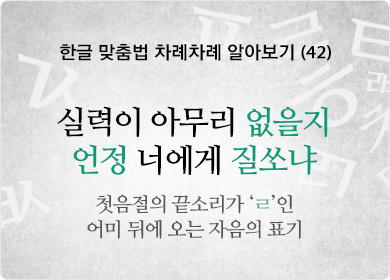 한글 맞춤법 차례차례 알아보기 (42)
실력이 아무리 없을지
언정 너에게 질쏘냐
첫음절의 끝소리가 ‘ㄹ’인
어미 뒤에 오는 자음의 표기